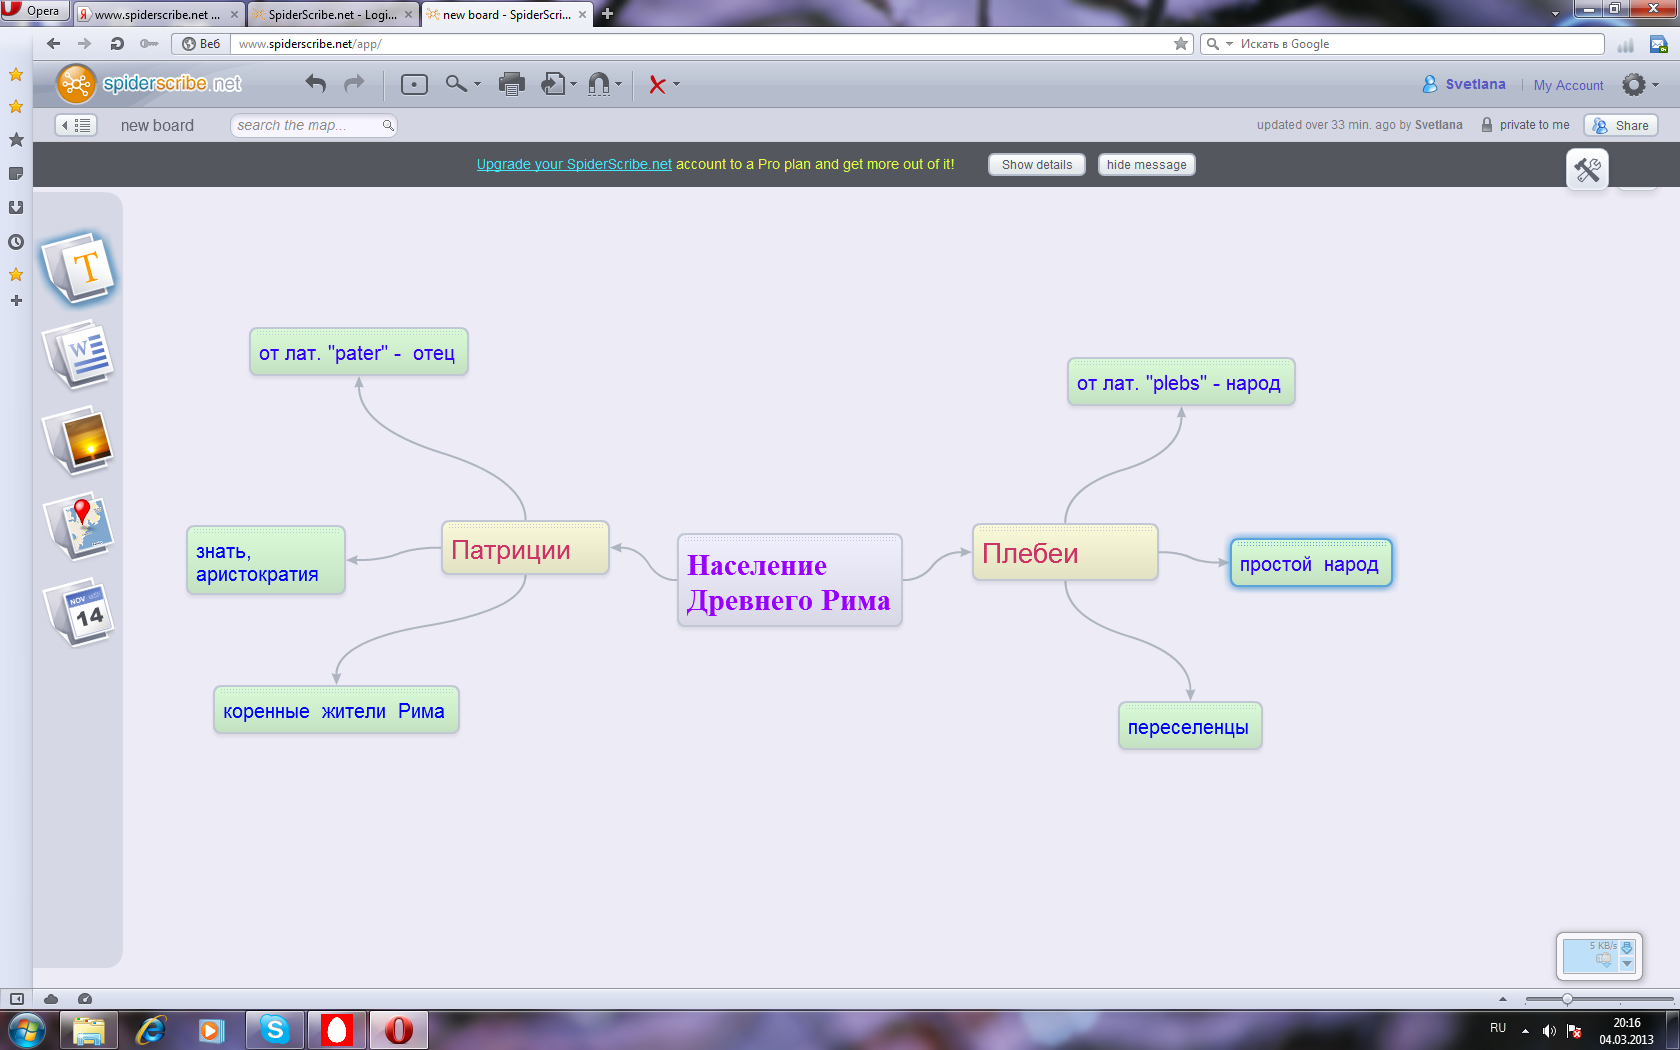 Opera
www.spiderscribe.net ...
SpiderScribe.net - Logi...
new board - SpiderScri...
Веб
www.spiderscribe.net/app/
Искать в Google
spiderscribe.net
Svetlana
My Account
new board
search the map...
updated over 33 min. ago by Svetlana
private to me
Share
Upgrade your SpiderScribe.net account to a Pro plan and get more out of it!
Show details
hide message
T
W
NOV
14
от лат. "pater" - отец
от лат. "plebs" - народ
знать,
аристократия
Патриции
Население
Древнего Рима
Плебеи
простой народ
коренные жители Рима
переселенцы
5 KB/s
RU
20:16
04.03.2013